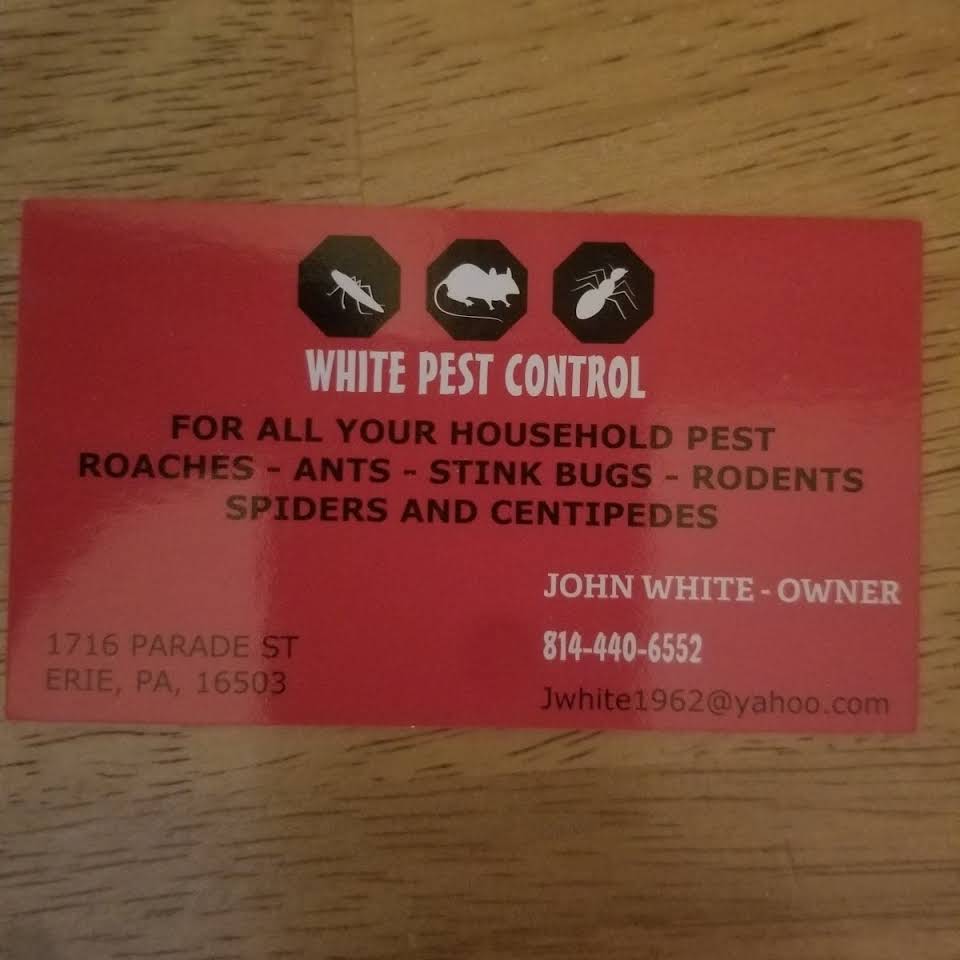 WHITE PEST CONTROL
FOR ALL YOUR HOUSEHOLD PEST
ROACHES - ANTS - STINK BUGS - RODENTS
SPIDERS AND CENTIPEDES
JOHN WHITE - OWNER
814-440-6552
Jwhite1962@yahoo.com
1716 PARADE ST
ERIE, PA, 16503